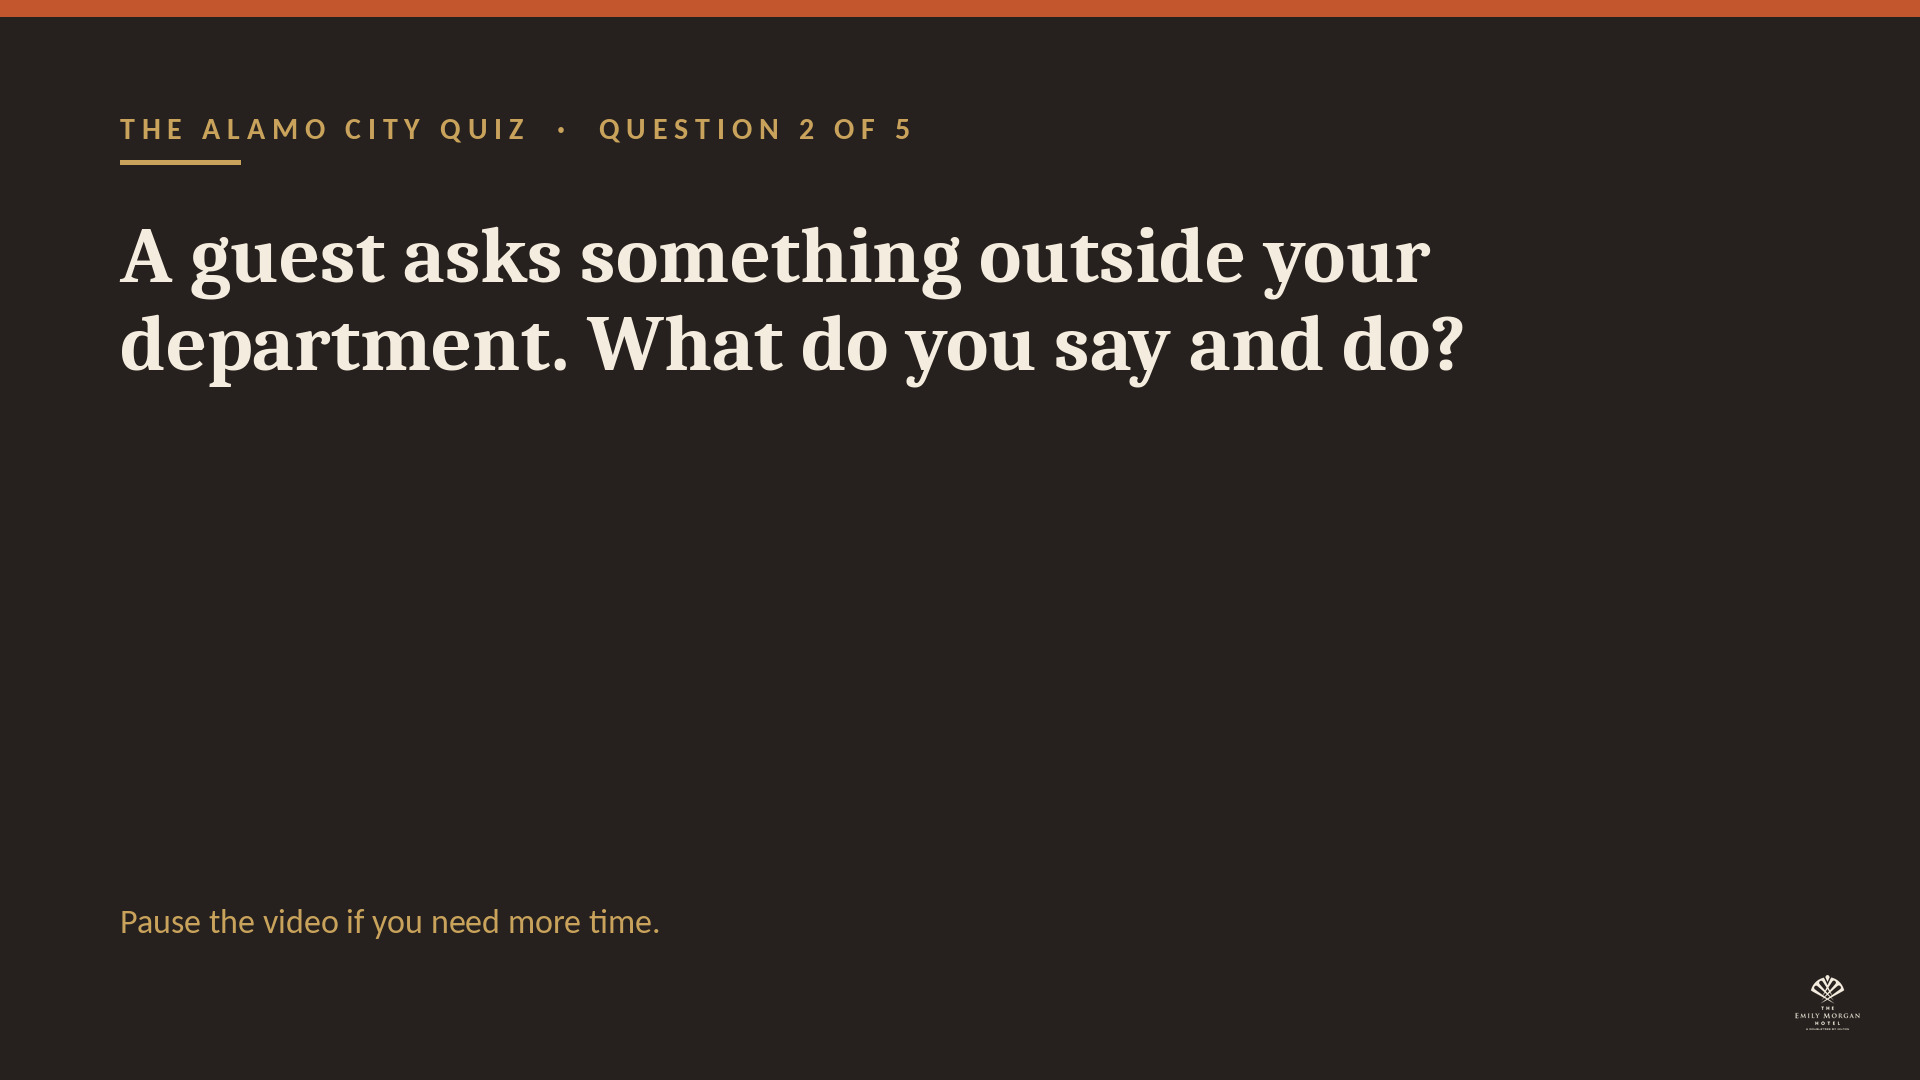 THE ALAMO CITY QUIZ · QUESTION 2 OF 5
A guest asks something outside your
department. What do you say and do?
Pause the video if you need more time.
THE
EMILY MORGAN
HOTEL